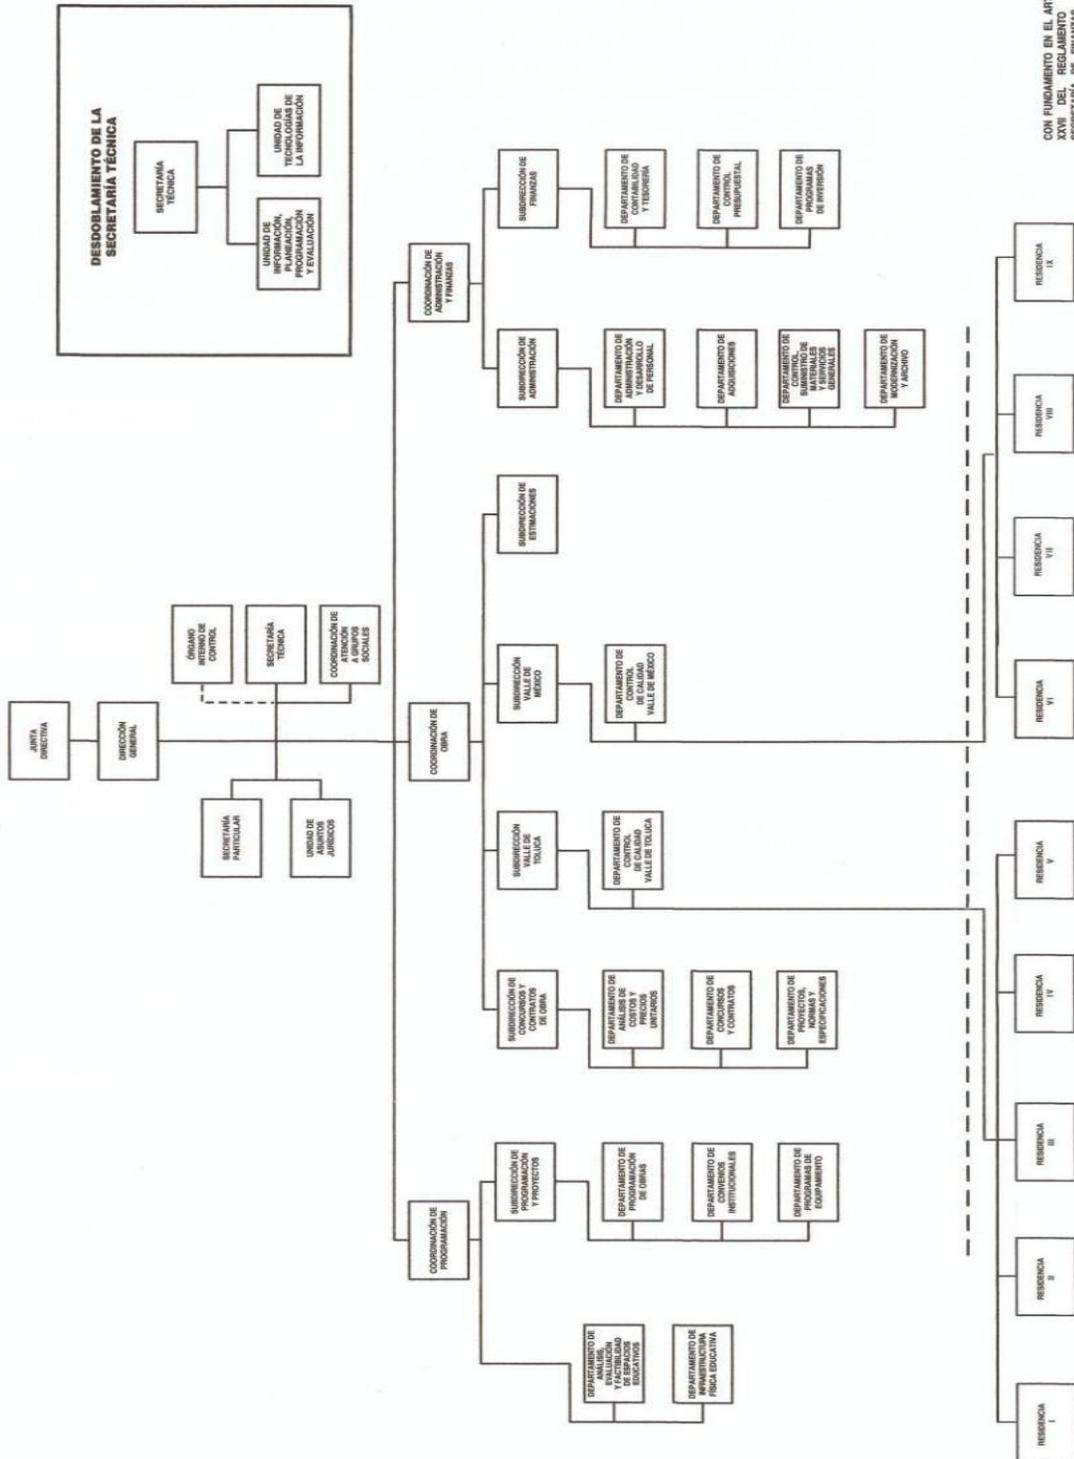 JUNTA
DIRECTIVA
DIRECCIÓN
GENERAL
SECRETARÍA
PARTICULAR
UNIDAD DE
ASUNTOS
JURÍDICOS
ÓRGANO
INTERNO DE
CONTROL
SECRETARÍA
TÉCNICA
COORDINACIÓN DE
ATENCIÓN
A GRUPOS
SOCIALES
DESDOBLAMIENTO DE LA
SECRETARÍA TÉCNICA
SECRETARÍA
TÉCNICA
UNIDAD DE
INFORMACIÓN,
PLANEACIÓN,
PROGRAMACIÓN
Y EVALUACIÓN
UNIDAD DE
TECNOLOGÍAS DE
LA INFORMACIÓN
COORDINACIÓN DE
PROGRAMACIÓN
COORDINACIÓN DE
OBRA
COORDINACIÓN DE
ADMINISTRACIÓN
Y FINANZAS
SUBDIRECCIÓN DE
PROGRAMACIÓN
Y PROYECTOS
SUBDIRECCIÓN DE
CONCURSOS Y
CONTRATOS
DE OBRA
SUBDIRECCIÓN
VALLE DE
TOLUCA
SUBDIRECCIÓN
VALLE DE
MÉXICO
SUBDIRECCIÓN DE
ESTIMACIONES
SUBDIRECCIÓN DE
ADMINISTRACIÓN
SUBDIRECCIÓN DE
FINANZAS
DEPARTAMENTO DE
ANÁLISIS,
EVALUACIÓN
Y FACTIBILIDAD
DE ESPACIOS
EDUCATIVOS
DEPARTAMENTO DE
INFRAESTRUCTURA
FÍSICA EDUCATIVA
DEPARTAMENTO DE
PROGRAMACIÓN
DE OBRAS
DEPARTAMENTO DE
CONVENIOS
INSTITUCIONALES
DEPARTAMENTO DE
PROGRAMAS DE
EQUIPAMIENTO
DEPARTAMENTO DE
ANÁLISIS DE
COSTOS Y
PRECIOS
UNITARIOS
DEPARTAMENTO DE
CONCURSOS
Y CONTRATOS
DEPARTAMENTO DE
PROYECTOS,
NORMAS Y
ESPECIFICACIONES
DEPARTAMENTO DE
CONTROL
DE CALIDAD
VALLE DE TOLUCA
DEPARTAMENTO DE
CONTROL
DE CALIDAD
VALLE DE MÉXICO
DEPARTAMENTO DE
ADMINISTRACIÓN
Y DESARROLLO
DE PERSONAL
DEPARTAMENTO DE
ADQUISICIONES
DEPARTAMENTO DE
CONTROL,
SUMINISTRO DE
MATERIALES
Y SERVICIOS
GENERALES
DEPARTAMENTO DE
MODERNIZACIÓN
Y ARCHIVO
DEPARTAMENTO DE
CONTABILIDAD
Y TESORERÍA
DEPARTAMENTO DE
CONTROL
PRESUPUESTAL
DEPARTAMENTO DE
PROGRAMAS
DE INVERSIÓN
RESIDENCIA
I
RESIDENCIA
II
RESIDENCIA
III
RESIDENCIA
IV
RESIDENCIA
V
RESIDENCIA
VI
RESIDENCIA
VII
RESIDENCIA
VIII
RESIDENCIA
IX
CON FUNDAMENTO EN EL
XXVII DEL REGLAMENTO